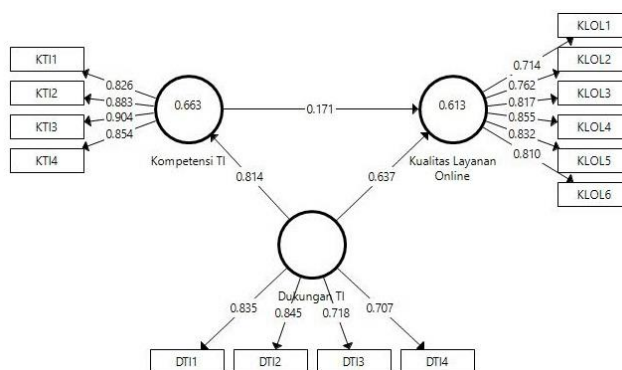 KTI1
KTI2
KTI3
KTI4
0.826
0.883
0.904
0.854
0.663
Kompetensi TI
0.171
0.613
Kualitas Layanan
Online
0.714
0.762
0.817
0.855
0.832
0.810
KLOL1
KLOL2
KLOL3
KLOL4
KLOL5
KLOL6
0.814
0.637
Dukungan TI
0.835
0.845
0.718
0.707
DTI1
DTI2
DTI3
DTI4